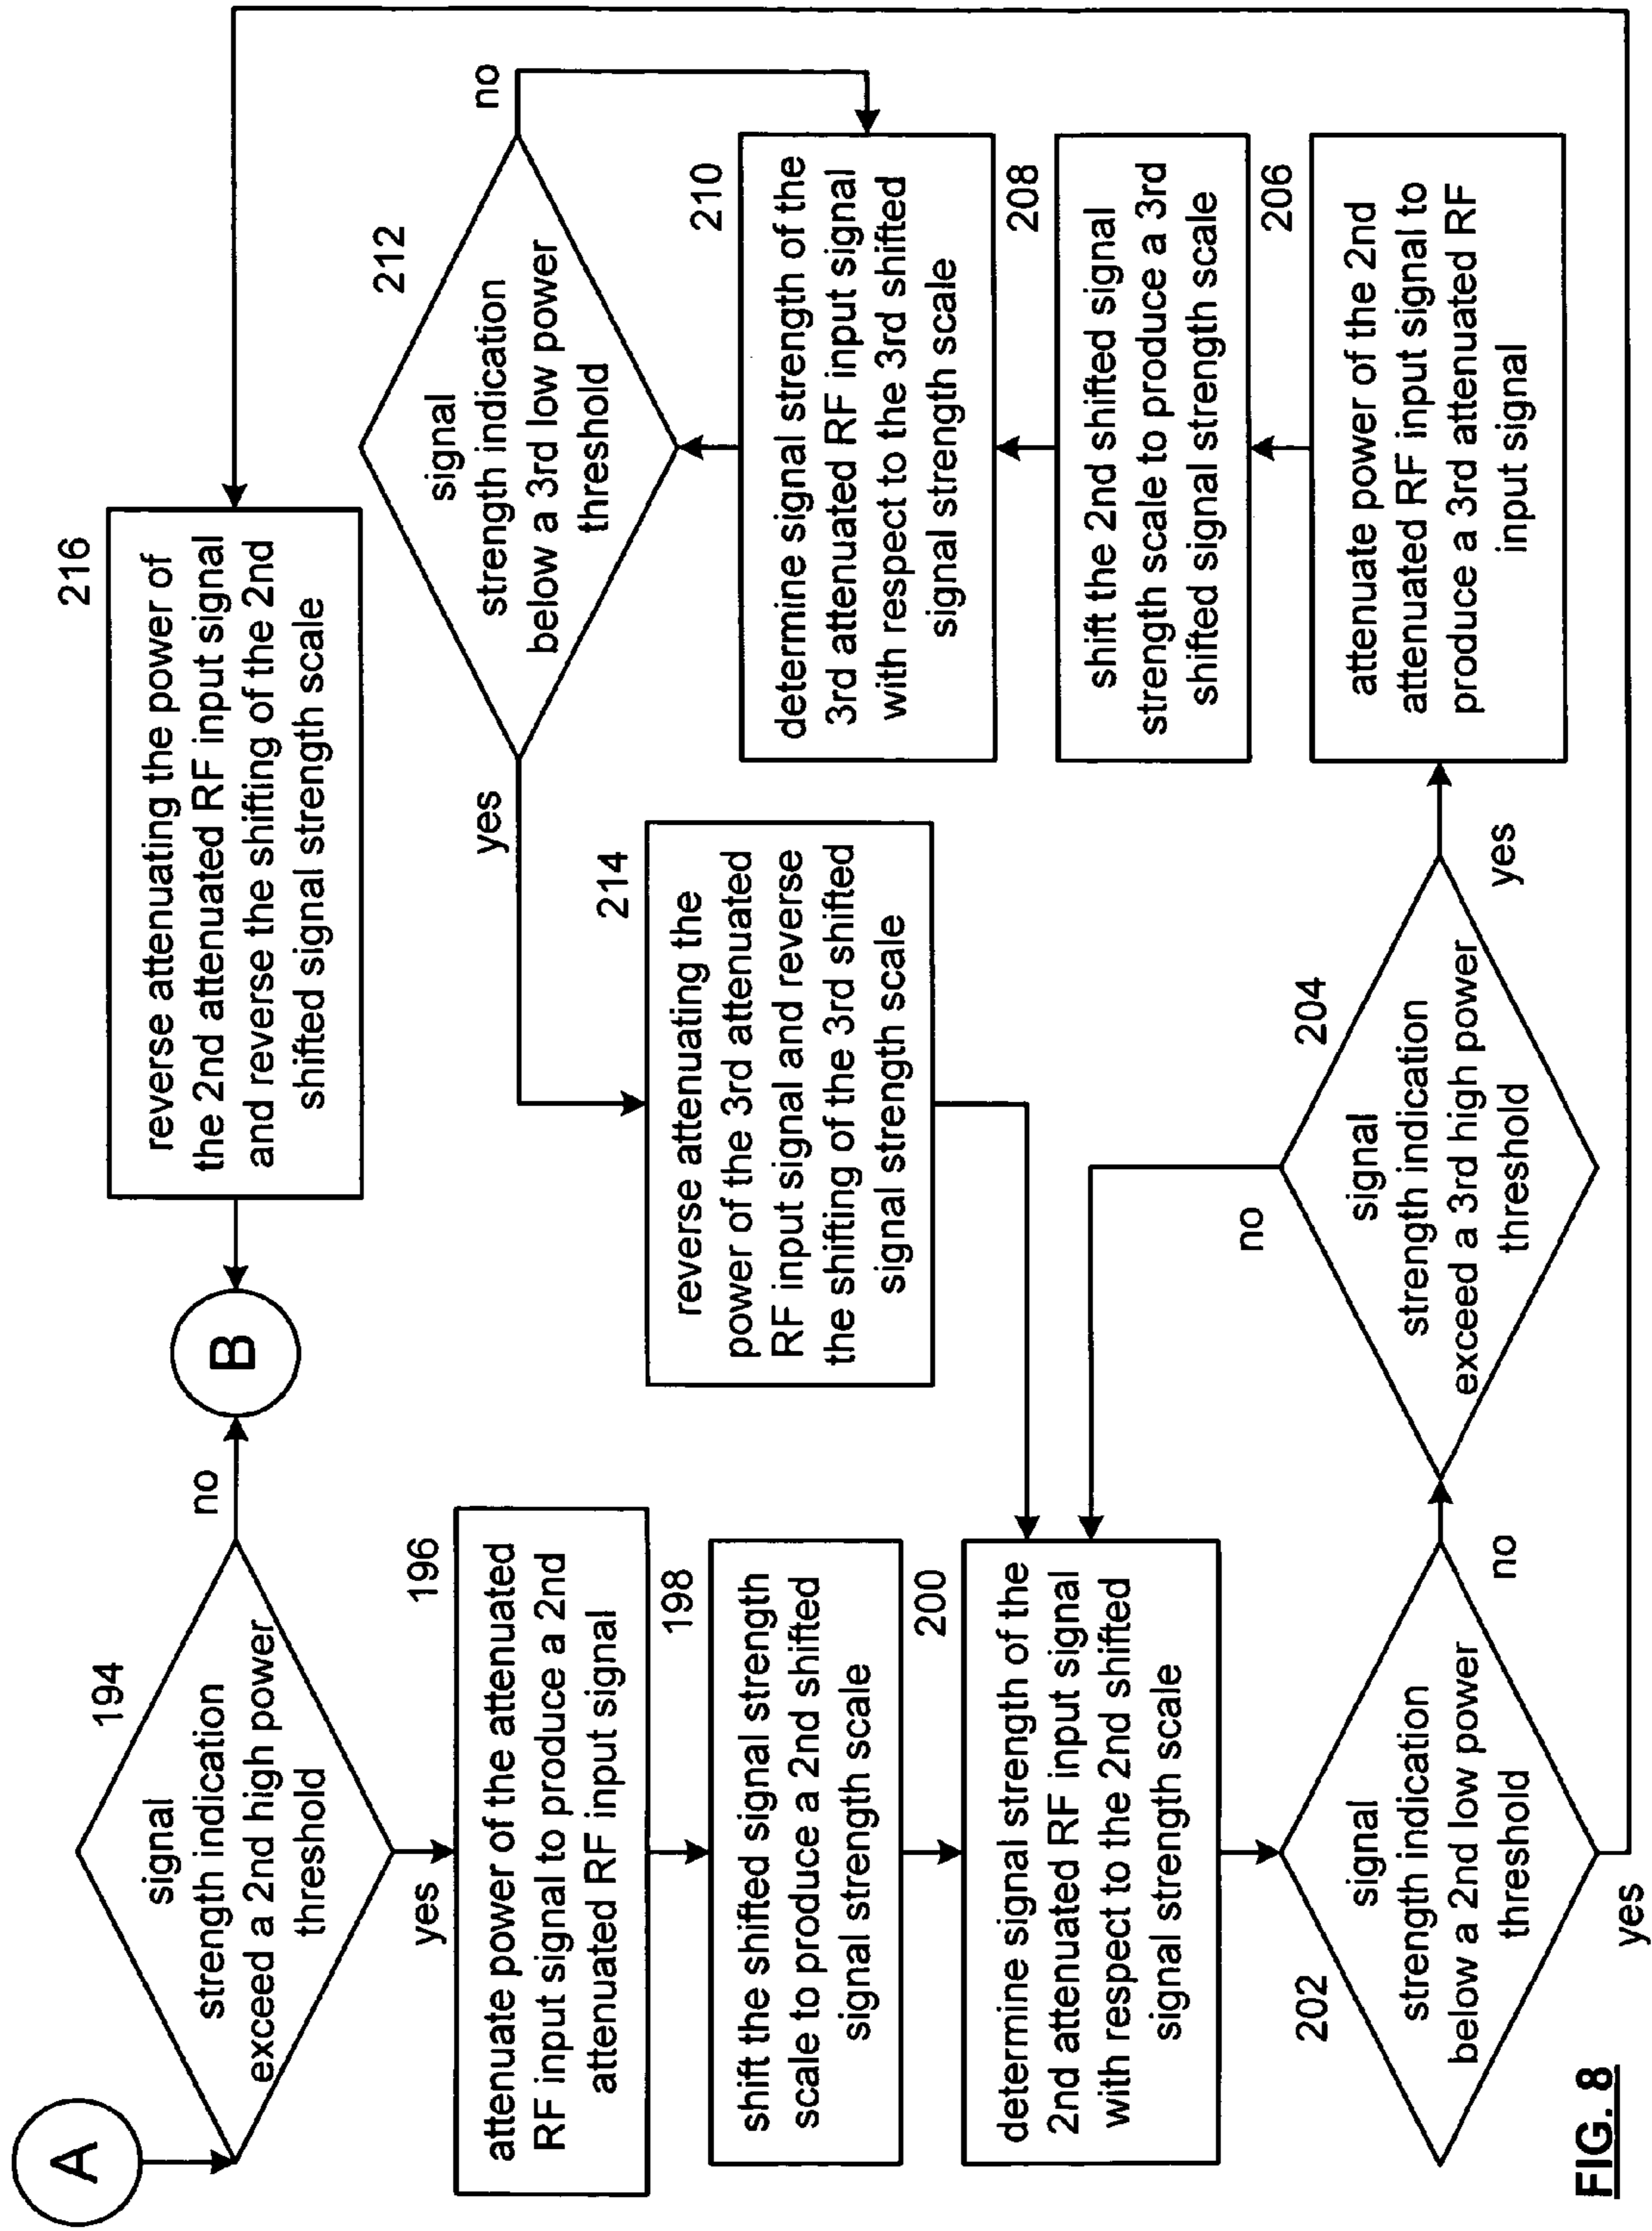 A
194
signal
strength indication
exceed a 2nd high power
threshold
no
B
yes
196
attenuate power of the attenuated
RF input signal to produce a 2nd
attenuated RF input signal
198
shift the shifted signal strength
scale to produce a 2nd shifted
signal strength scale
200
determine signal strength of the
2nd attenuated RF input signal
with respect to the 2nd shifted
signal strength scale
202
signal
strength indication
below a 2nd low power
threshold
no
yes
204
signal
strength indication
exceed a 3rd high power
threshold
no
yes
206
attenuate power of the 2nd
attenuated RF input signal to
produce a 3rd attenuated RF
input signal
208
shift the 2nd shifted signal
strength scale to produce a 3rd
shifted signal strength scale
210
determine signal strength of the
3rd attenuated RF input signal
with respect to the 3rd shifted
signal strength scale
212
signal
strength indication
below a 3rd low power
threshold
no
yes
214
reverse attenuating the
power of the 3rd attenuated
RF input signal and reverse
the shifting of the 3rd shifted
signal strength scale
216
reverse attenuating the power of
the 2nd attenuated RF input signal
and reverse the shifting of the 2nd
shifted signal strength scale
FIG. 8